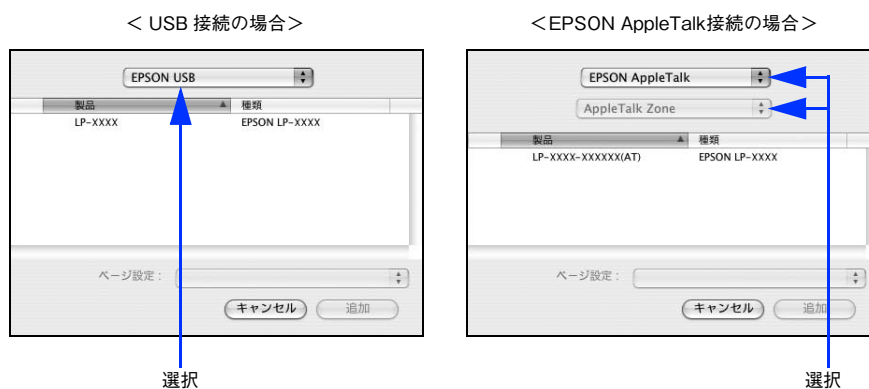 ＜ USB 接続の場合＞
EPSON USB
製品 種類
LP-XXXX EPSON LP-XXXX
ページ設定：
キャンセル 追加
選択
＜EPSON AppleTalk接続の場合＞
EPSON AppleTalk
AppleTalk Zone
製品 種類
LP-XXXX-XXXXXX(AT) EPSON LP-XXXX
ページ設定：
キャンセル 追加
選択